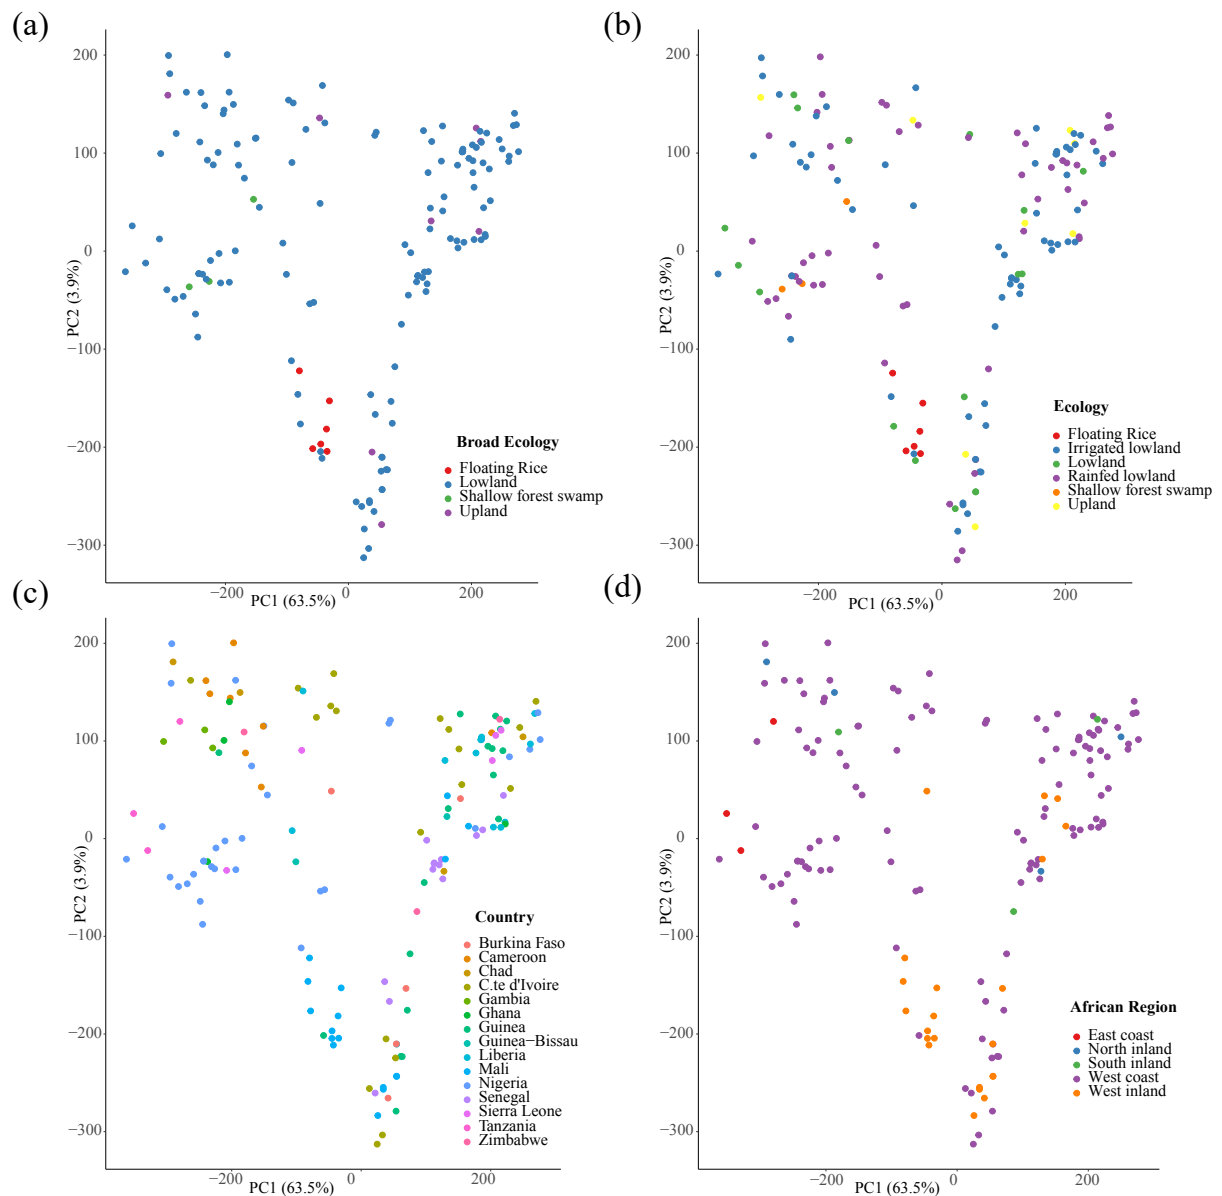 (a)
200
100
0
−100
−200
−300
PC2 (3.9%)
−200
0
200
PC1 (63.5%)
Broad Ecology
Floating Rice
Lowland
Shallow forest swamp
Upland
(b)
200
100
0
−100
−200
−300
PC2 (3.9%)
−200
0
200
PC1 (63.5%)
Ecology
Floating Rice
Irrigated lowland
Lowland
Rainfed lowland
Shallow forest swamp
Upland
(c)
200
100
0
−100
−200
−300
PC2 (3.9%)
−200
0
200
PC1 (63.5%)
Country
Burkina Faso
Cameroon
Chad
C.te d'Ivoire
Gambia
Ghana
Guinea
Guinea−Bissau
Liberia
Mali
Nigeria
Senegal
Sierra Leone
Tanzania
Zimbabwe
(d)
200
100
0
−100
−200
−300
PC2 (3.9%)
−200
0
200
PC1 (63.5%)
African Region
East coast
North inland
South inland
West coast
West inland